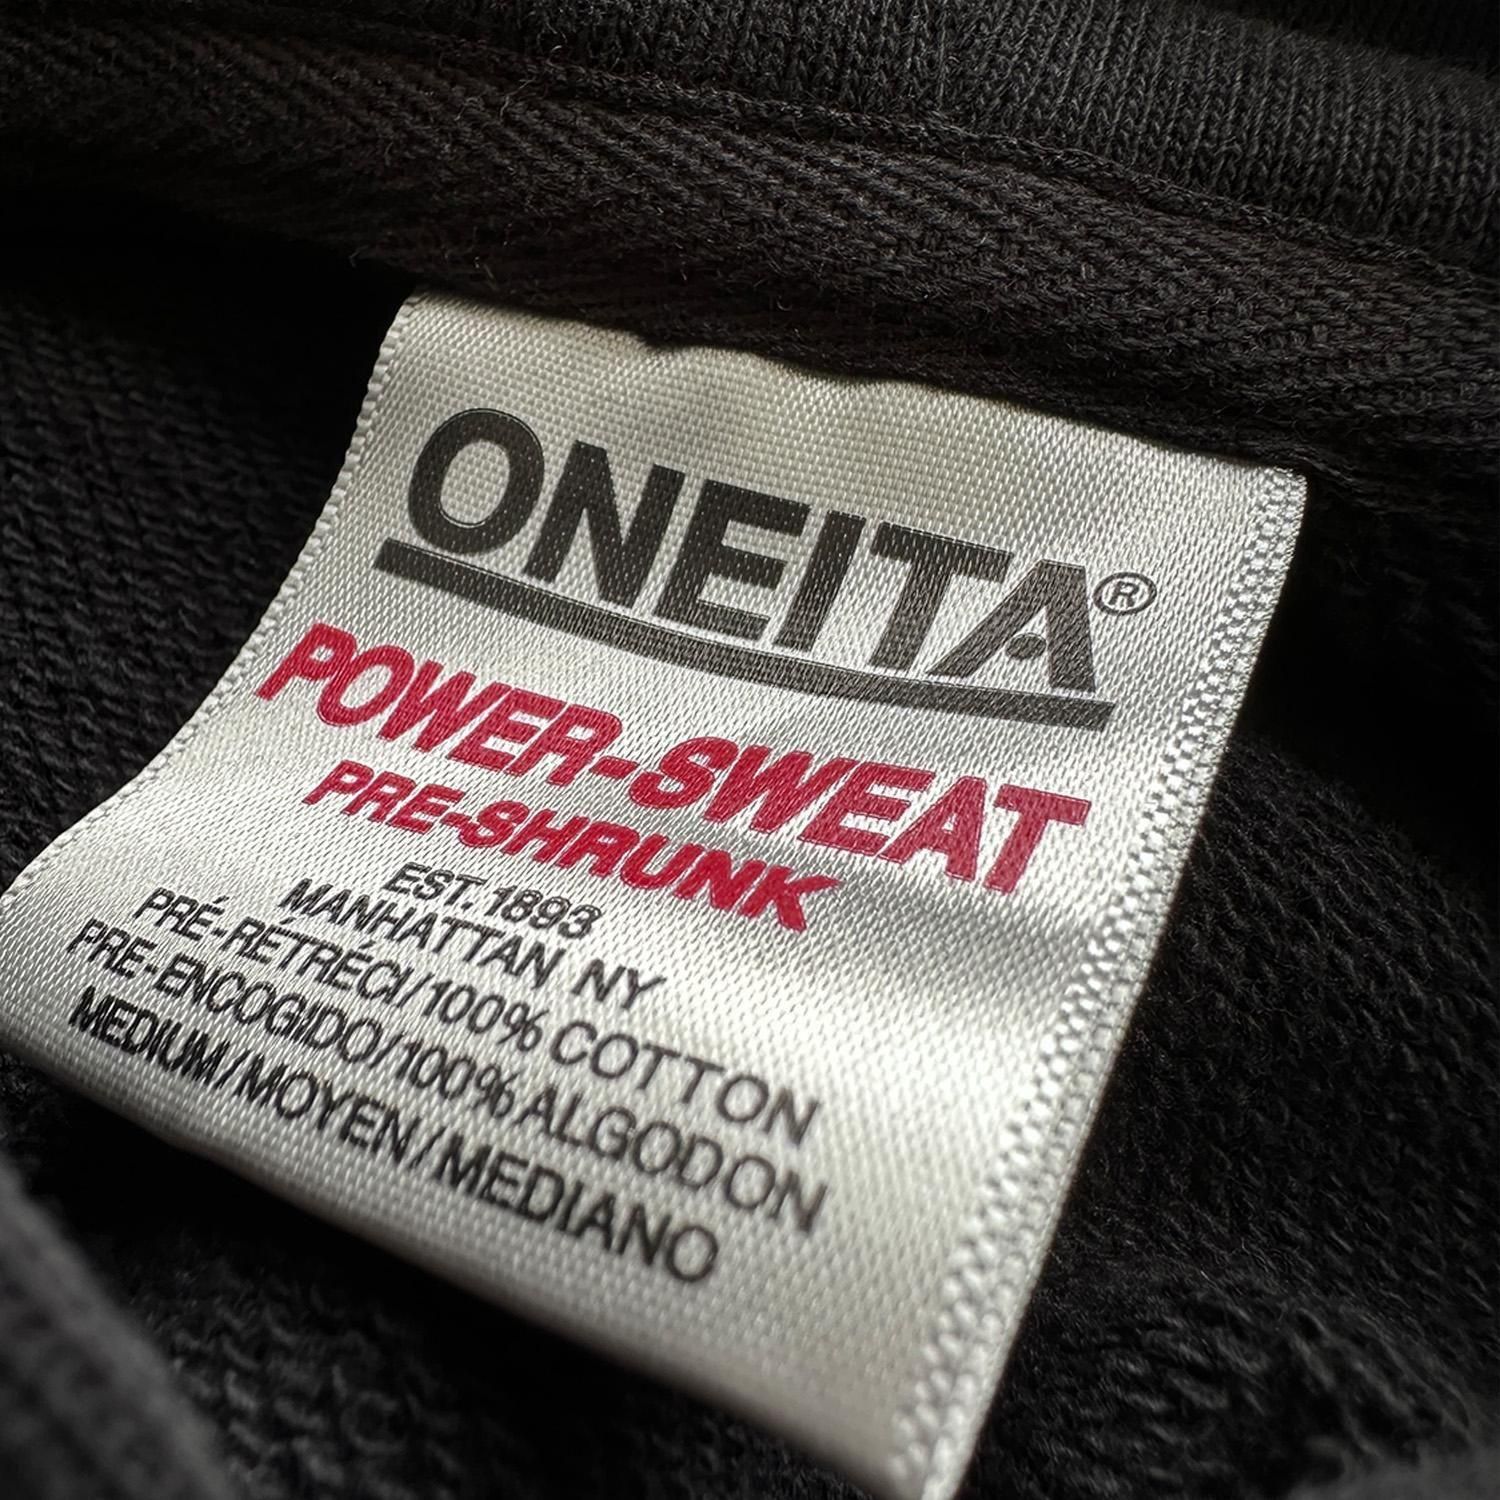 ONEITA®
POWER-SWEAT
PRE-SHRUNK
EST. 1893
MANHATTAN NY
PRÉ-RÉTRÉCI/100% COTTON
PRE-ENCOGIDO/100% ALGODON
MEDIUM/MOYEN/MEDIANO